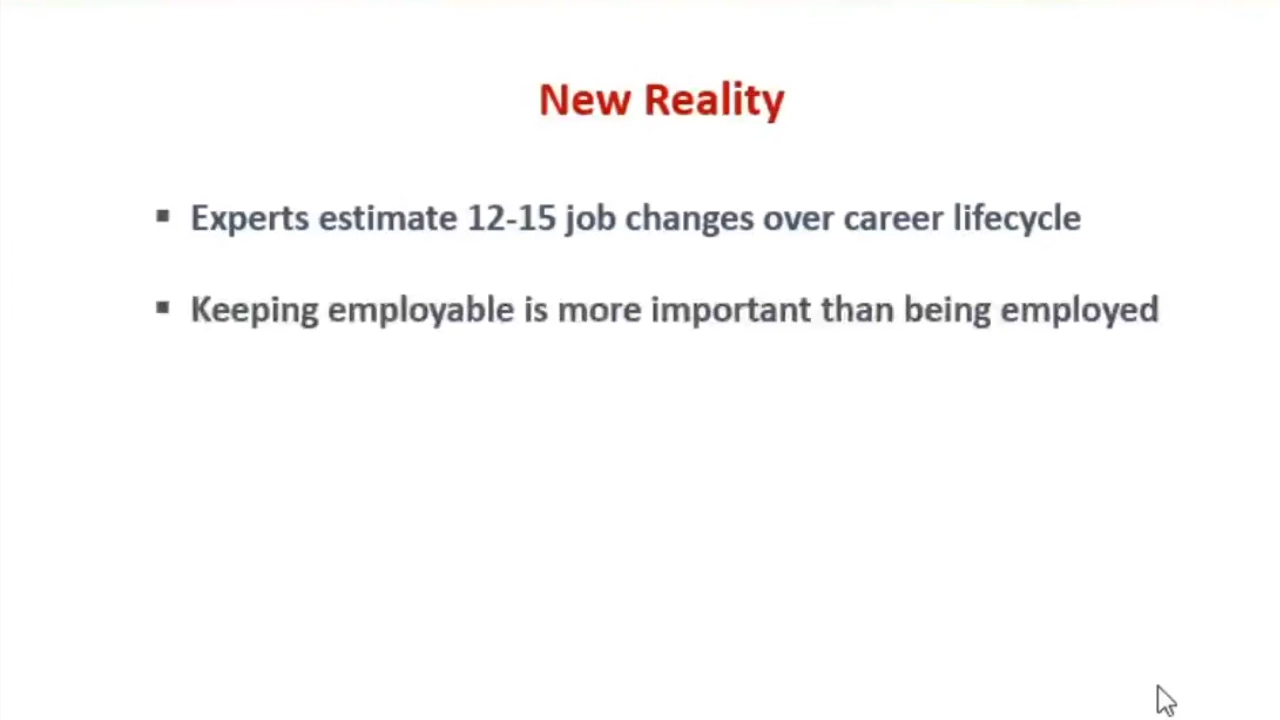 New Reality
▪ Experts estimate 12-15 job changes over career lifecycle
▪ Keeping employable is more important than being employed